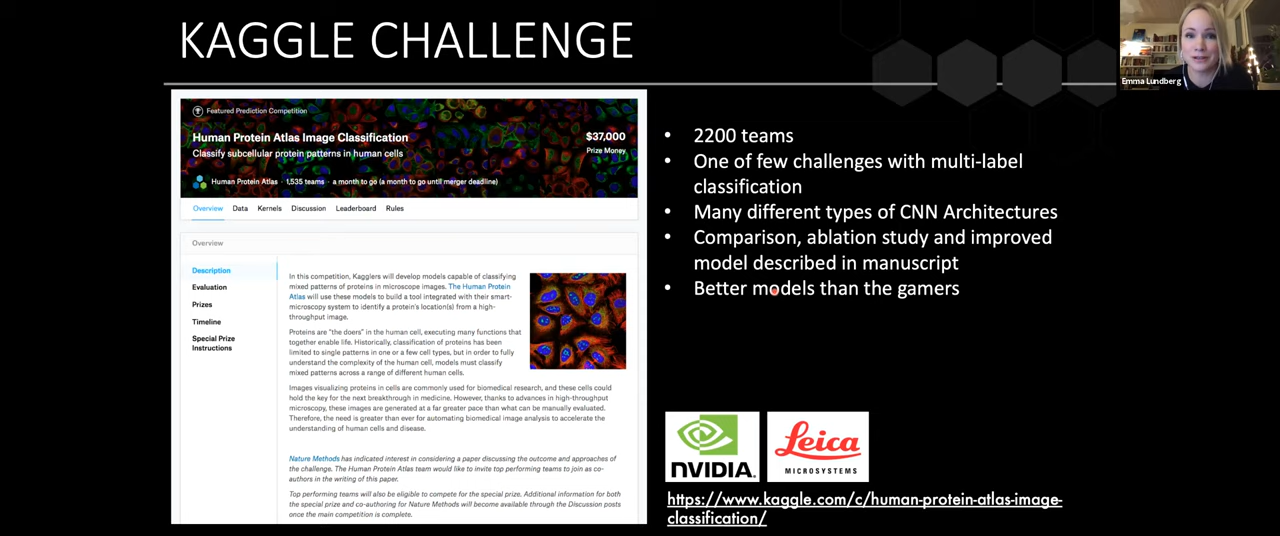 KAGGLE CHALLENGE
Emma Lundberg
Featured Prediction Competition
Human Protein Atlas Image Classification
Classify subcellular protein patterns in human cells
$37,000
Prize Money
Human Protein Atlas · 1,535 teams · a month to go (a month to go until merger deadline)
Overview Data Kernels Discussion Leaderboard Rules
Overview
Description
Evaluation
Prizes
Timeline
Special Prize
Instructions
In this competition, Kagglers will develop models capable of classifying
mixed patterns of proteins in microscope images. The Human Protein
Atlas will use these models to build a tool integrated with their smart-
microscopy system to identify a protein's location(s) from a high-
throughput image.
Proteins are "the doers" in the human cell, executing many functions that
together enable life. Historically, classification of proteins has been
limited to single patterns in one or a few cell types, but in order to fully
understand the complexity of the human cell, models must classify
mixed patterns across a range of different human cells.
Images visualizing proteins in cells are commonly used for biomedical research, and these cells could
hold the key for the next breakthrough in medicine. However, thanks to advances in high-throughput
microscopy, these images are generated at a far greater pace than what can be manually evaluated.
Therefore, the need is greater than ever for automating biomedical image analysis to accelerate the
understanding of human cells and disease.
Nature Methods has indicated interest in considering a paper discussing the outcome and approaches of
the challenge. The Human Protein Atlas team would like to invite top performing teams to join as co-
authors in the writing of this paper.
Top performing teams will also be eligible to compete for the special prize. Additional information for both
the special prize and co-authoring for Nature Methods will become available through the Discussion posts
once the main competition is complete.
• 2200 teams
• One of few challenges with multi-label
classification
• Many different types of CNN Architectures
• Comparison, ablation study and improved
model described in manuscript
• Better models than the gamers
NVIDIA.
Leica
MICROSYSTEMS
https://www.kaggle.com/c/human-protein-atlas-image-
classification/